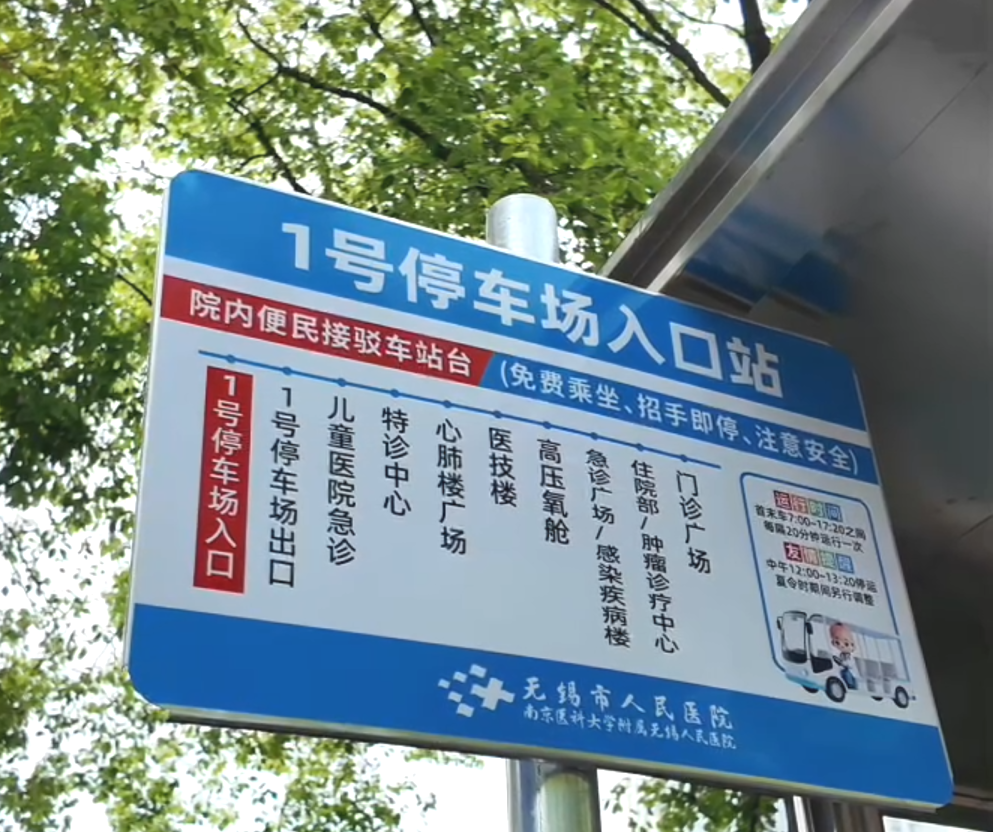 1号停车场入口站
院内便民接驳车站台
(免费乘坐、招手即停、注意安全)
1号停车场入口
1号停车场出口
儿童医院急诊
特诊中心
心肺楼广场
医技楼
高压氧舱
急诊广场/感染疾病楼
住院部/肿瘤诊疗中心
门诊广场
运行时间
首末车7:00-17:20之间
每隔20分钟运行一次
友情提醒
中午12:00-13:20停运
夏令时期间另行调整
无锡市人民医院
南京医科大学附属无锡人民医院